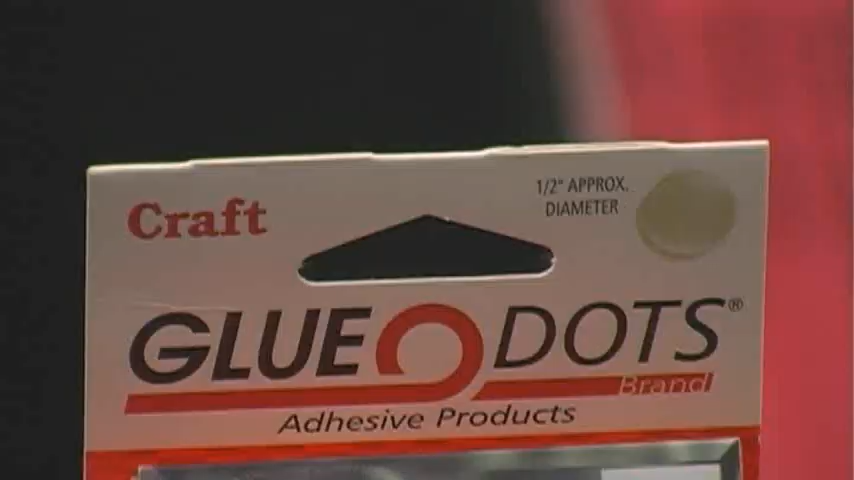 Craft
1/2" APPROX.
DIAMETER
GLUE DOTS®
Brand
Adhesive Products